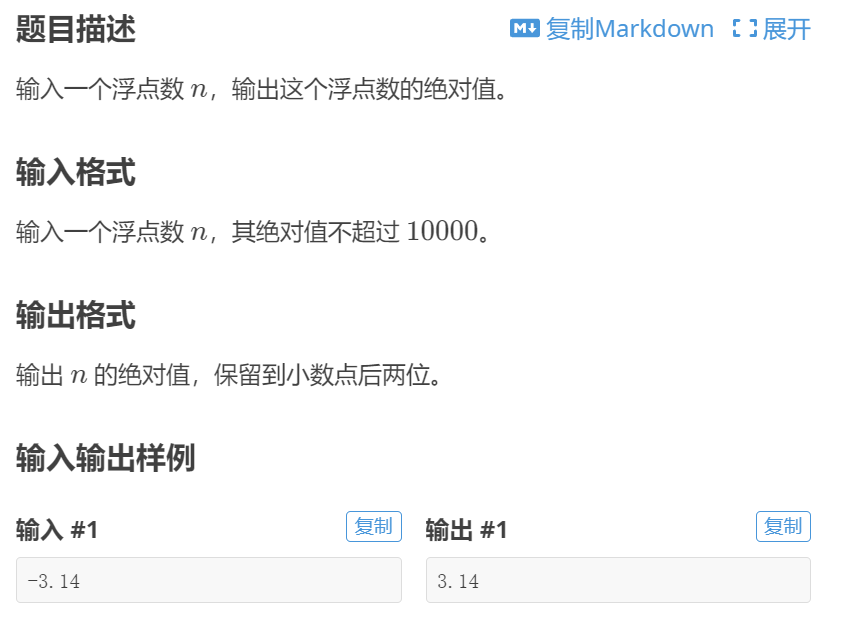 题目描述
M↓ 复制Markdown 展开
输入一个浮点数 n，输出这个浮点数的绝对值。
输入格式
输入一个浮点数 n，其绝对值不超过 10000。
输出格式
输出 n 的绝对值，保留到小数点后两位。
输入输出样例
输入 #1 复制 输出 #1 复制
-3.14 3.14